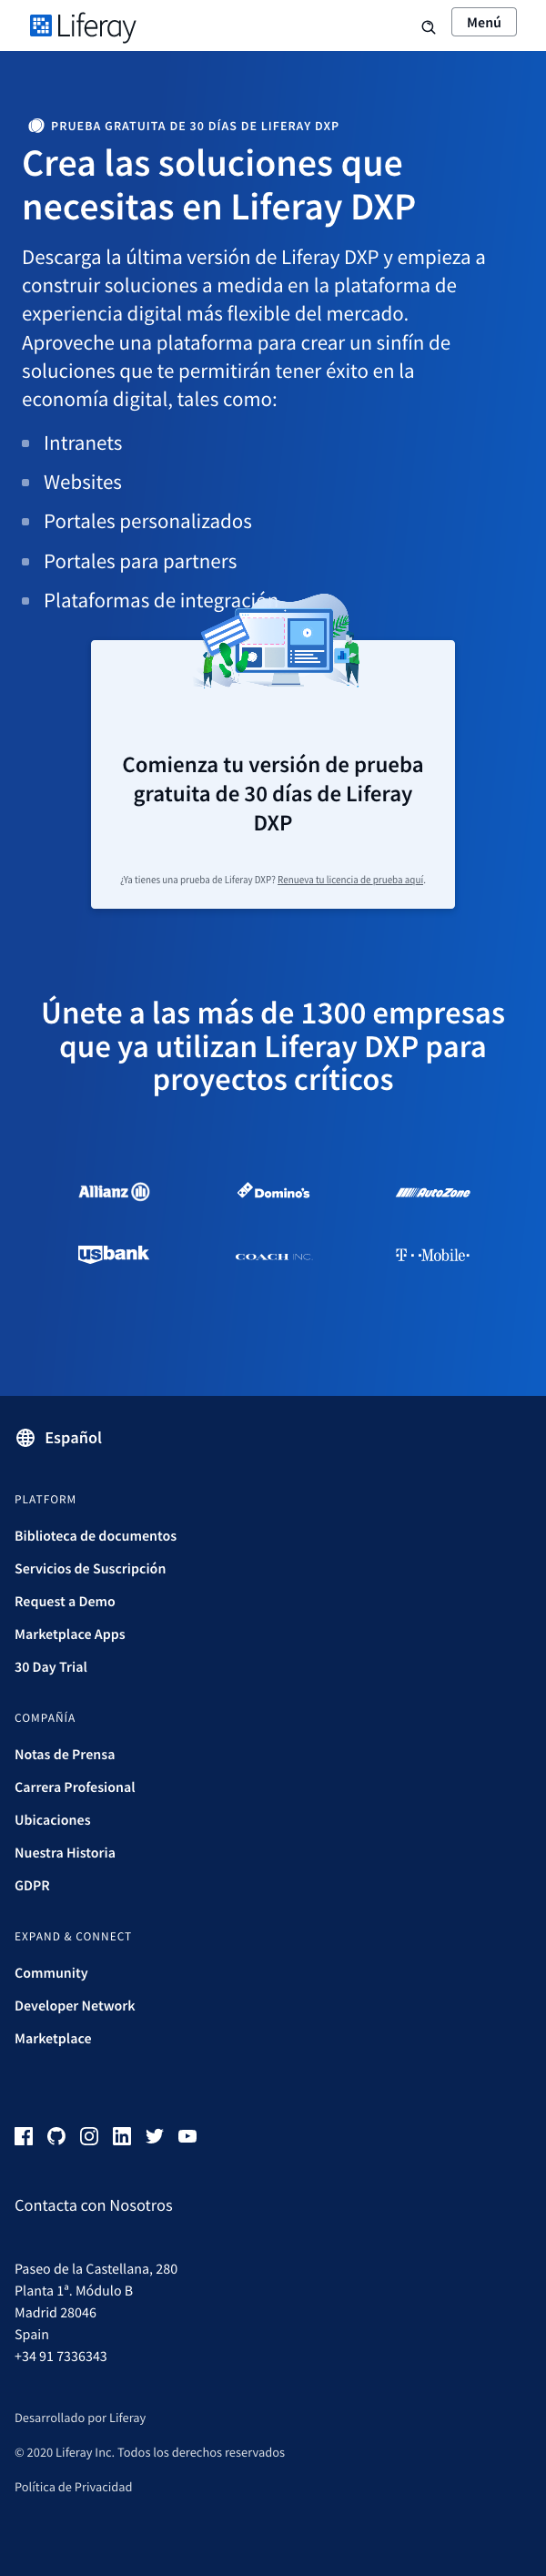 Liferay
Menú
PRUEBA GRATUITA DE 30 DÍAS DE LIFERAY DXP
Crea las soluciones que
necesitas en Liferay DXP
Descarga la última versión de Liferay DXP y empieza a
construir soluciones a medida en la plataforma de
experiencia digital más flexible del mercado.
Aproveche una plataforma para crear un sinfín de
soluciones que te permitirán tener éxito en la
economía digital, tales como:
Intranets
Websites
Portales personalizados
Portales para partners
Plataformas de integración
Comienza tu versión de prueba
gratuita de 30 días de Liferay
DXP
¿Ya tienes una prueba de Liferay DXP? Renueva tu licencia de prueba aquí.
Únete a las más de 1300 empresas
que ya utilizan Liferay DXP para
proyectos críticos
Allianz
Domino's
AutoZone
usbank
COACH INC.
T··Mobile·
Español
PLATFORM
Biblioteca de documentos
Servicios de Suscripción
Request a Demo
Marketplace Apps
30 Day Trial
COMPAÑÍA
Notas de Prensa
Carrera Profesional
Ubicaciones
Nuestra Historia
GDPR
EXPAND & CONNECT
Community
Developer Network
Marketplace
Contacta con Nosotros
Paseo de la Castellana, 280
Planta 1ª. Módulo B
Madrid 28046
Spain
+34 91 7336343
Desarrollado por Liferay
© 2020 Liferay Inc. Todos los derechos reservados
Política de Privacidad